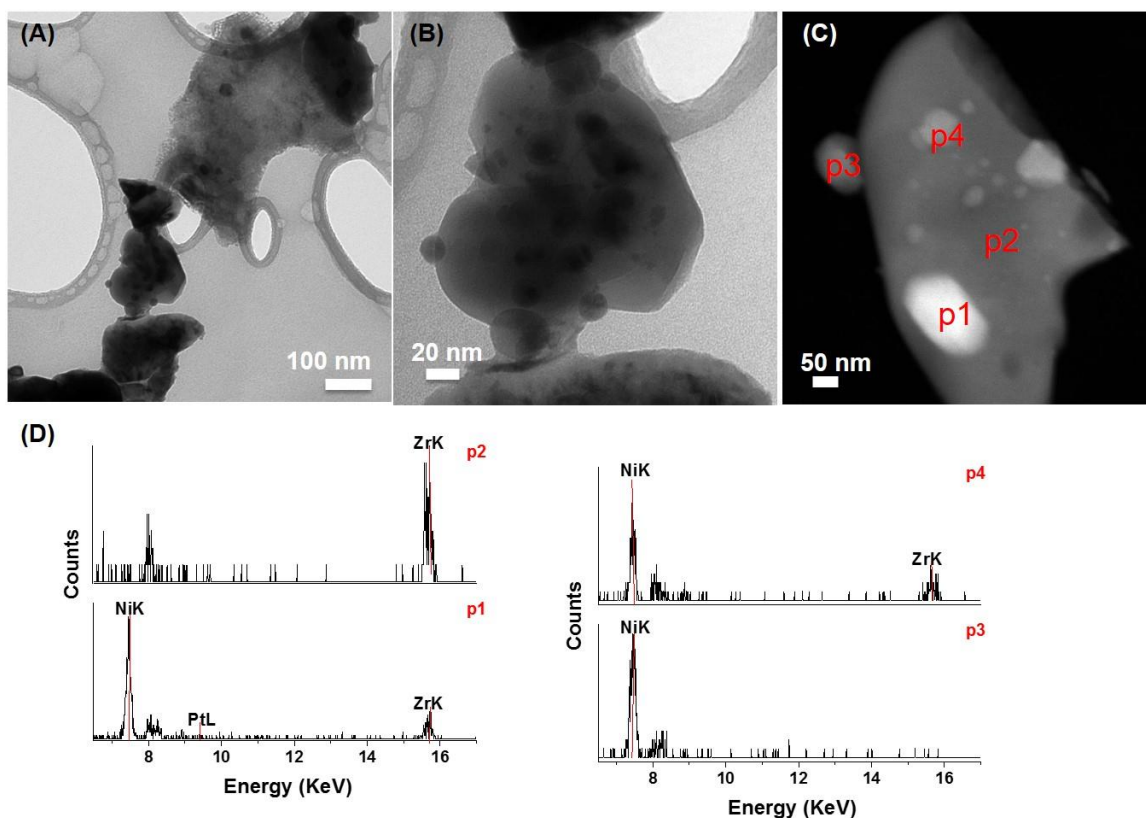 (A)
100 nm
(B)
20 nm
(C)
p4
p3
p2
p1
50 nm
(D)
ZrK
p2
Counts
NiK
p1
PtL
ZrK
8 10 12 14 16
Energy (KeV)
NiK
p4
ZrK
Counts
NiK
p3
8 10 12 14 16
Energy (KeV)